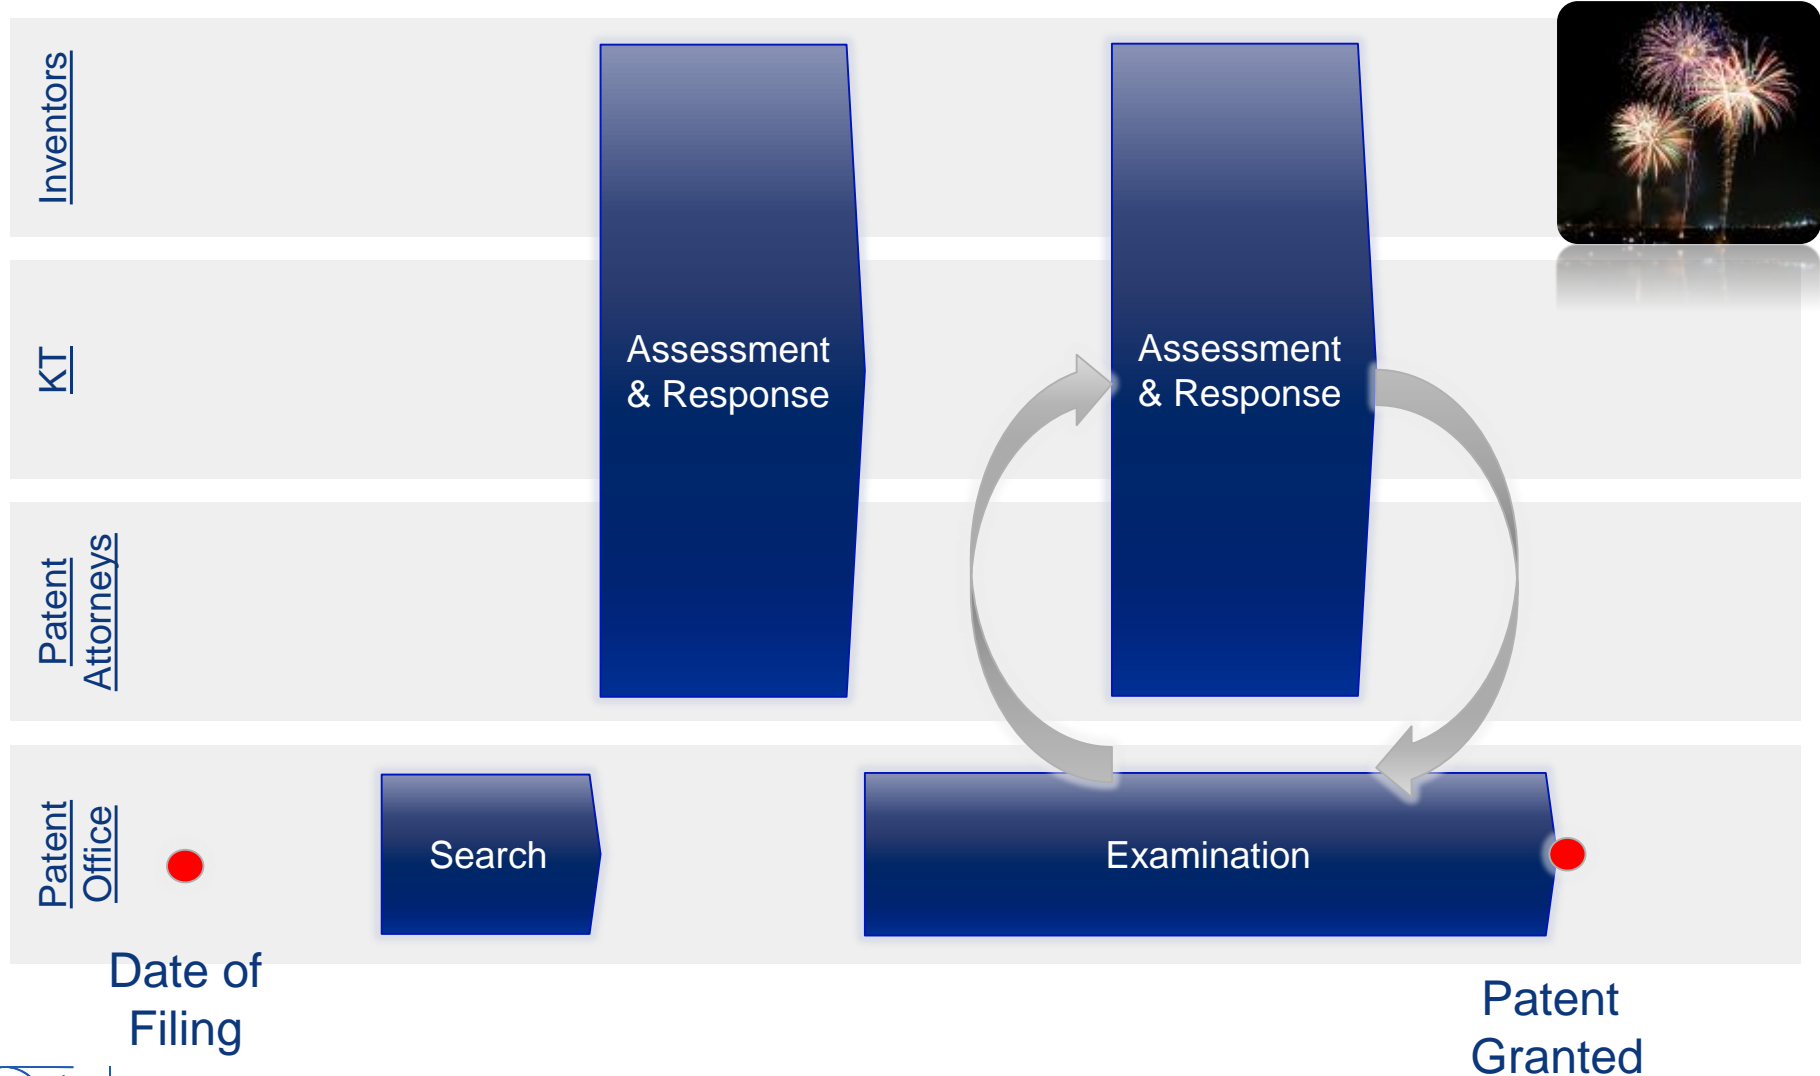 Inventors
KT
Patent
Attorneys
Patent
Office
Assessment
& Response
Assessment
& Response
Search
Examination
Date of
Filing
Patent
Granted